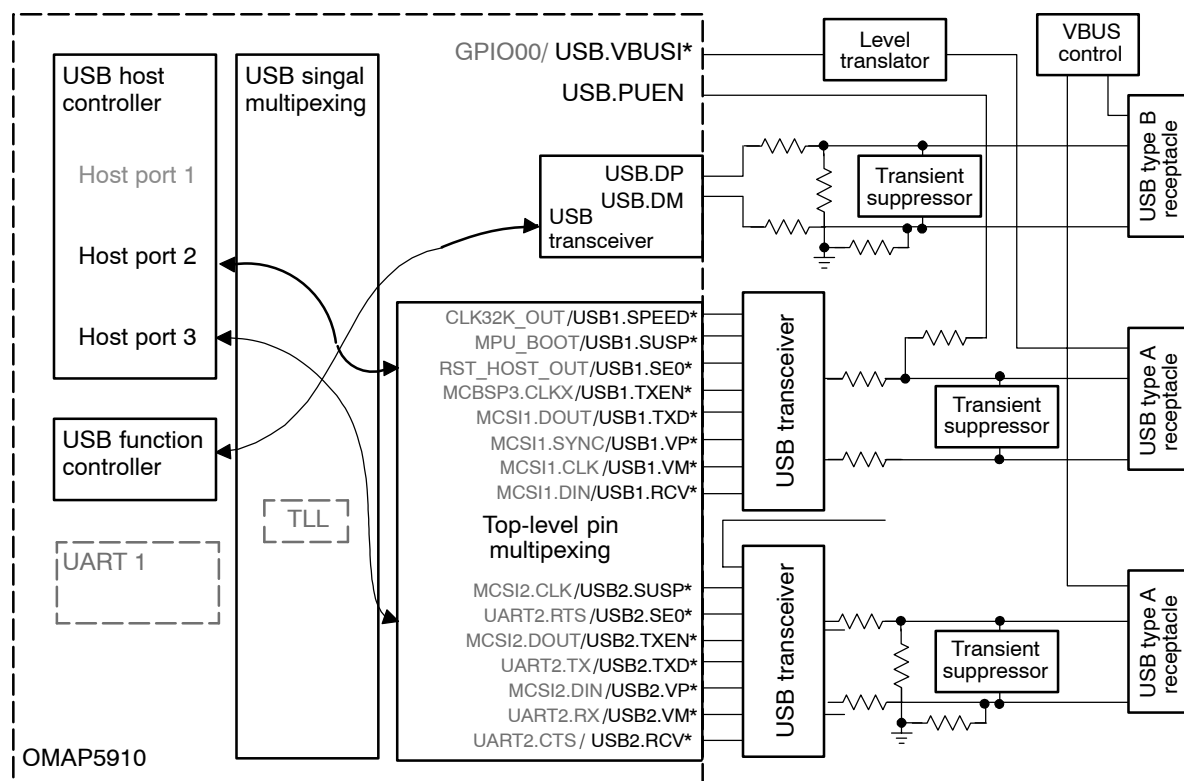 USB host
controller
Host port 1
Host port 2
Host port 3
USB function
controller
UART 1
OMAP5910
USB singal
multipexing
TLL
GPIO00/ USB.VBUSI*
USB.PUEN
USB.DP
USB.DM
USB
transceiver
CLK32K_OUT/USB1.SPEED*
MPU_BOOT/USB1.SUSP*
RST_HOST_OUT/USB1.SE0*
MCBSP3.CLKX/USB1.TXEN*
MCSI1.DOUT/USB1.TXD*
MCSI1.SYNC/USB1.VP*
MCSI1.CLK/USB1.VM*
MCSI1.DIN/USB1.RCV*
Top-level pin
multipexing
MCSI2.CLK/USB2.SUSP*
UART2.RTS/USB2.SE0*
MCSI2.DOUT/USB2.TXEN*
UART2.TX/USB2.TXD*
MCSI2.DIN/USB2.VP*
UART2.RX/USB2.VM*
UART2.CTS/ USB2.RCV*
Level
translator
VBUS
control
Transient
suppressor
USB type B
receptacle
USB transceiver
Transient
suppressor
USB type A
receptacle
USB transceiver
Transient
suppressor
USB type A
receptacle